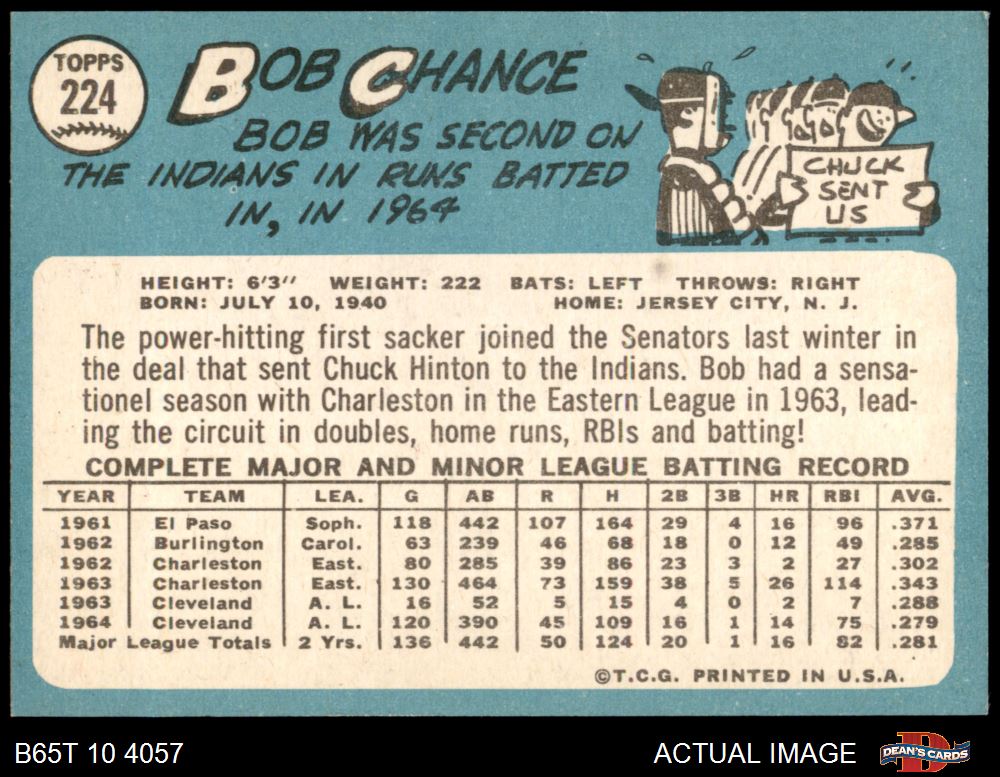 TOPPS
224
BOB CHANCE
BOB WAS SECOND ON
THE INDIANS IN RUNS BATTED
IN, IN 1964
CHUCK
SENT
US
HEIGHT: 6'3" WEIGHT: 222 BATS: LEFT THROWS: RIGHT
BORN: JULY 10, 1940 HOME: JERSEY CITY, N. J.
The power-hitting first sacker joined the Senators last winter in
the deal that sent Chuck Hinton to the Indians. Bob had a sensa-
tionel season with Charleston in the Eastern League in 1963, lead-
ing the circuit in doubles, home runs, RBIs and batting!
COMPLETE MAJOR AND MINOR LEAGUE BATTING RECORD
YEAR TEAM LEA. G AB R H 2B 3B HR RBI AVG.
1961 El Paso Soph. 118 442 107 164 29 4 16 96 .371
1962 Burlington Carol. 63 239 46 68 18 0 12 49 .285
1962 Charleston East. 80 285 39 86 23 3 2 27 .302
1963 Charleston East. 130 464 73 159 38 5 26 114 .343
1963 Cleveland A. L. 16 52 5 15 4 0 2 7 .288
1964 Cleveland A. L. 120 390 45 109 16 1 14 75 .279
Major League Totals 2 Yrs. 136 442 50 124 20 1 16 82 .281
©T.C.G. PRINTED IN U.S.A.
B65T 10 4057 ACTUAL IMAGE DEAN'S CARDS